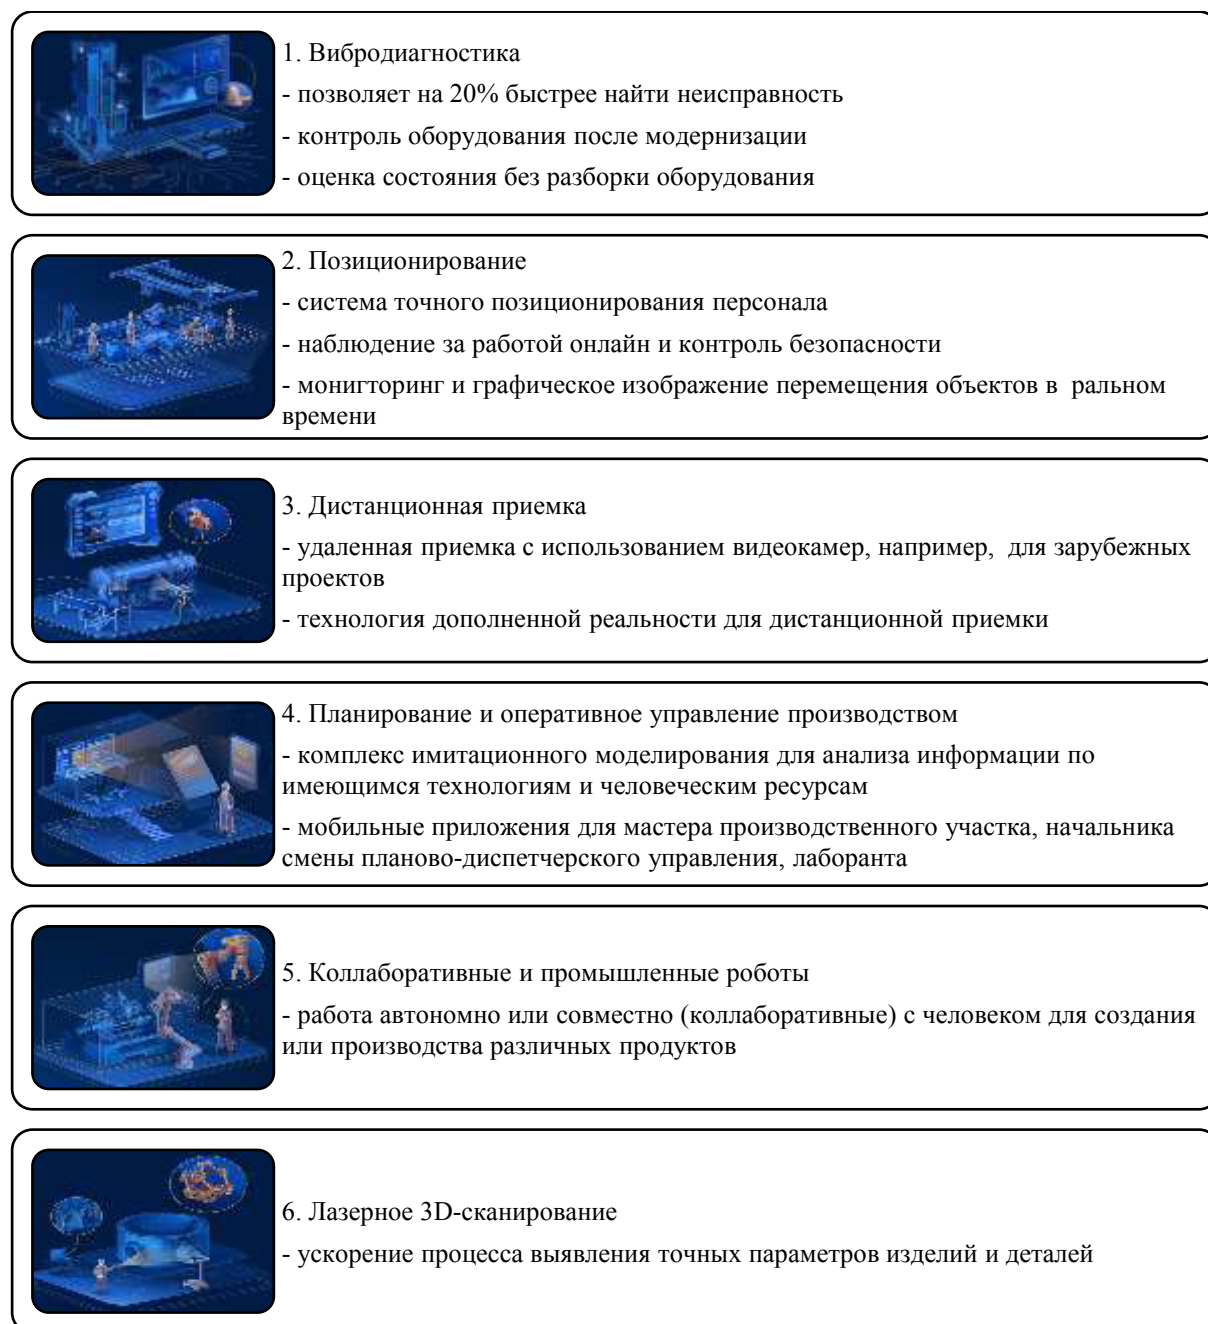 1. Вибродиагностика
- позволяет на 20% быстрее найти неисправность
- контроль оборудования после модернизации
- оценка состояния без разборки оборудования
2. Позиционирование
- система точного позиционирования персонала
- наблюдение за работой онлайн и контроль безопасности
- монигторинг и графическое изображение перемещения объектов в  ральном
времени
3. Дистанционная приемка
- удаленная приемка с использованием видеокамер, например,  для зарубежных
проектов
- технология дополненной реальности для дистанционной приемки
4. Планирование и оперативное управление производством
- комплекс имитационного моделирования для анализа информации по
имеющимся технологиям и человеческим ресурсам
- мобильные приложения для мастера производственного участка, начальника
смены планово-диспетчерского управления, лаборанта
5. Коллаборативные и промышленные роботы
- работа автономно или совместно (коллаборативные) с человеком для создания
или производства различных продуктов
6. Лазерное 3D-сканирование
- ускорение процесса выявления точных параметров изделий и деталей